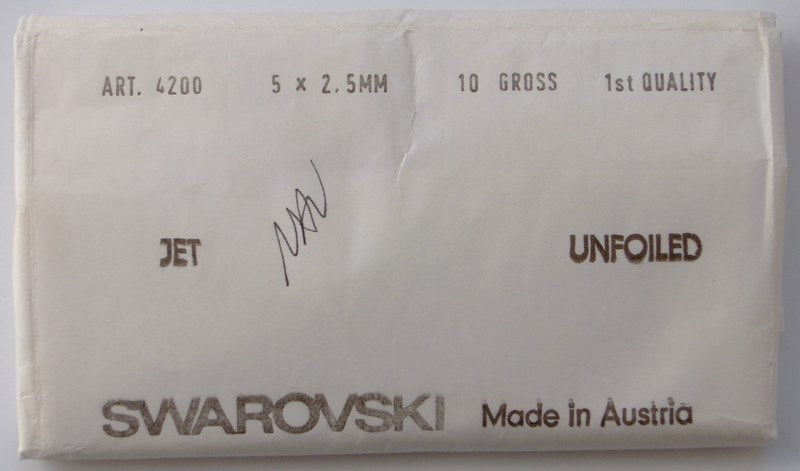 ART. 4200 5 x 2.5MM 10 GROSS 1st QUALITY
JET UNFOILED
SWAROVSKI Made in Austria